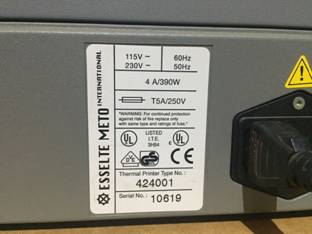 ESSELTE METO
INTERNATIONAL
115V~ 60Hz
230V~ 50Hz
4 A/390W
T5A/250V
"WARNING: For continued protection
against risk of fire replace only
with same type and ratings of fuse."
LISTED
I.T.E.
3H84
Thermal Printer Type No.:
424001
Serial No.:
10619